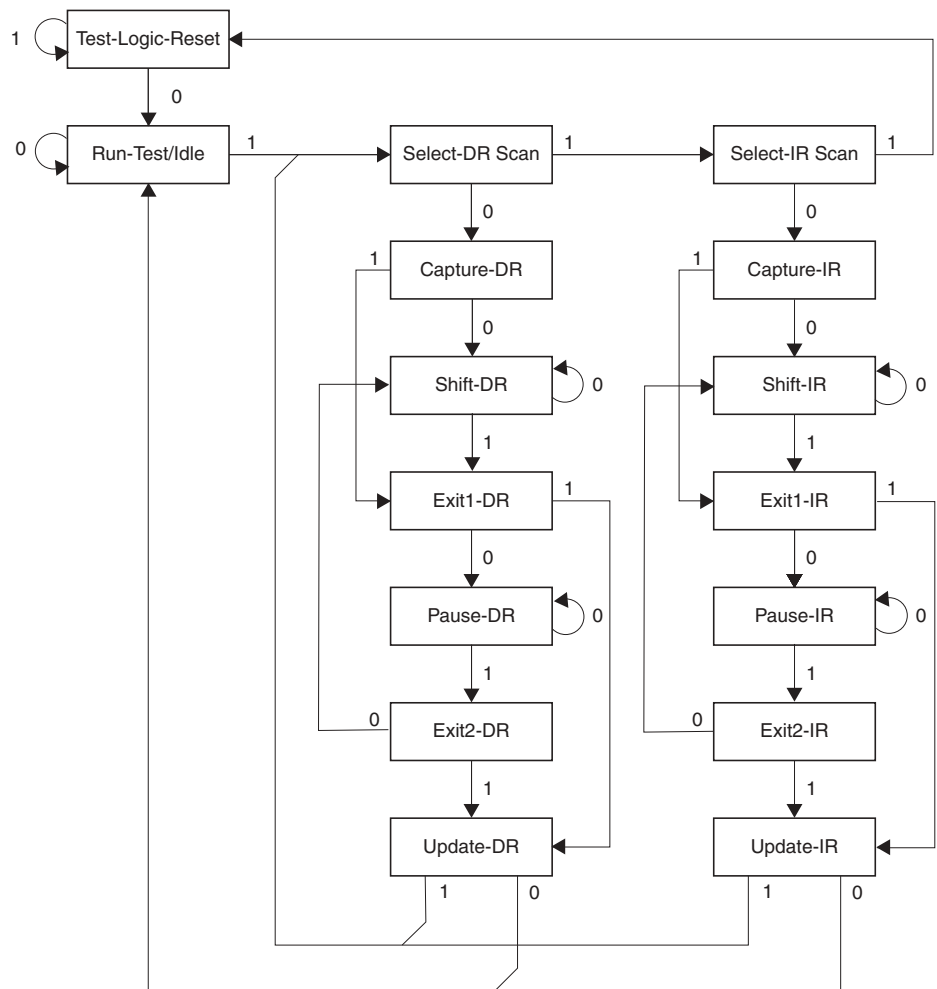 1
Test-Logic-Reset
0
0
Run-Test/Idle
1
Select-DR Scan
1
Select-IR Scan
1
0
0
1
Capture-DR
1
Capture-IR
0
0
Shift-DR
0
Shift-IR
0
1
1
Exit1-DR
1
Exit1-IR
1
0
0
Pause-DR
0
Pause-IR
0
1
1
0
Exit2-DR
0
Exit2-IR
1
1
Update-DR
Update-IR
1
0
1
0